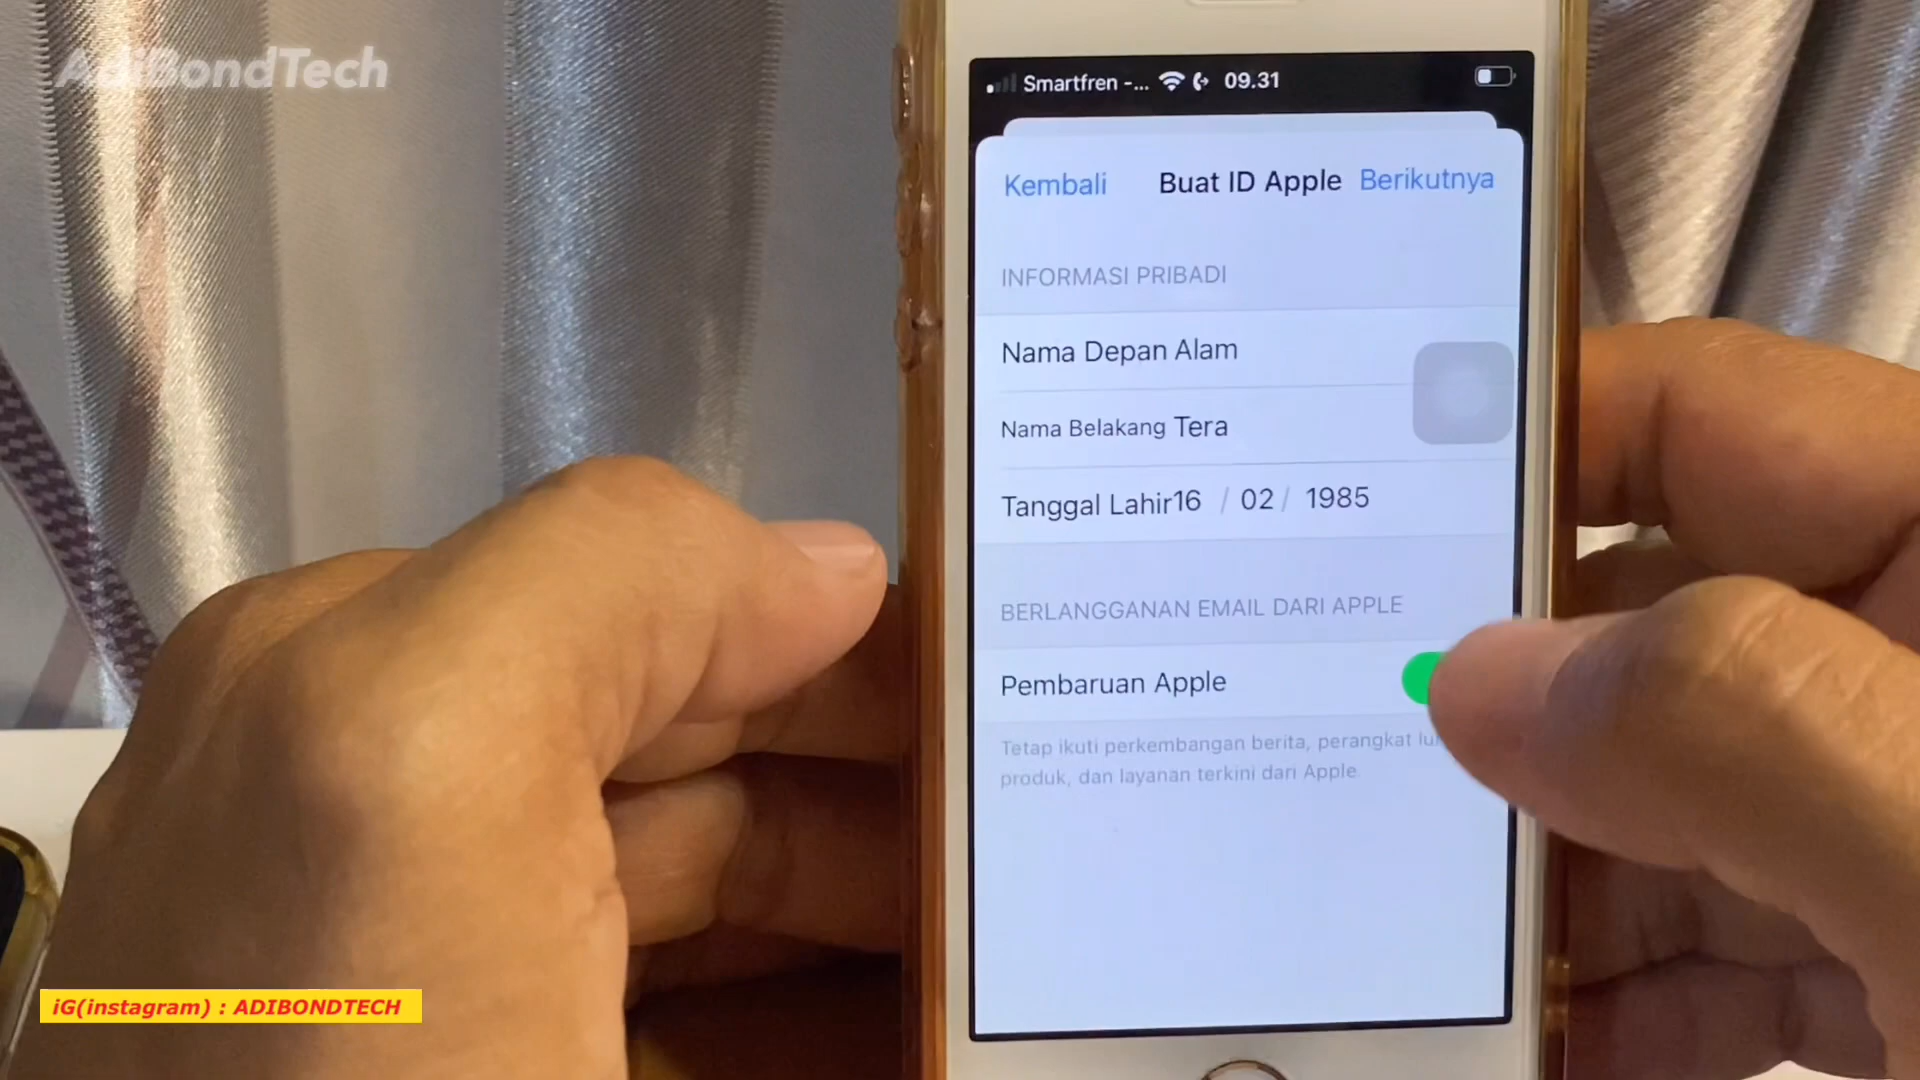 AdiBondTech
Smartfren -... 09.31
Kembali Buat ID Apple Berikutnya
INFORMASI PRIBADI
Nama Depan Alam
Nama Belakang Tera
Tanggal Lahir 16 / 02 / 1985
BERLANGGANAN EMAIL DARI APPLE
Pembaruan Apple
Tetap ikuti perkembangan berita, perangkat
produk, dan layanan terkini dari Apple.
iG(instagram) : ADIBONDTECH